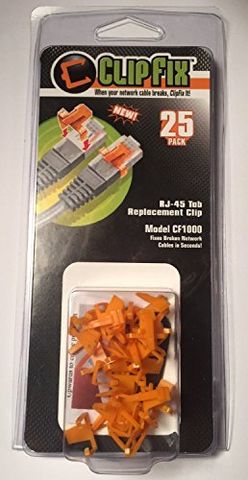 CLIPFIX
When your network cable breaks, ClipFix It!
NEW!
25
PACK
RJ-45 Tab
Replacement Clip
Model CF1000
Fixes Broken Network
Cables in Seconds!